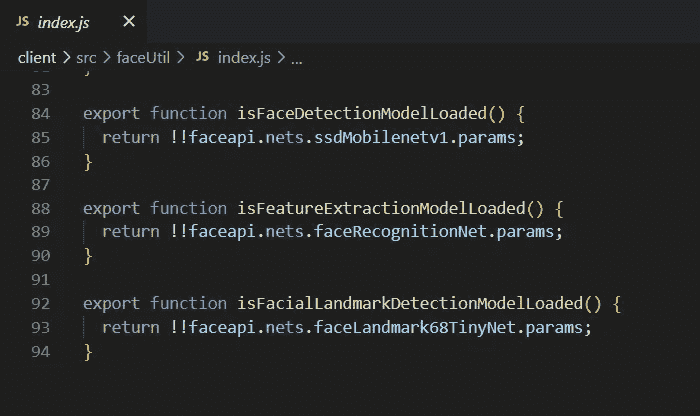 JS index.js ×
client > src > faceUtil > JS index.js > ...
83
84 export function isFaceDetectionModelLoaded() {
85 return !!faceapi.nets.ssdMobilenetv1.params;
86 }
87
88 export function isFeatureExtractionModelLoaded() {
89 return !!faceapi.nets.faceRecognitionNet.params;
90 }
91
92 export function isFacialLandmarkDetectionModelLoaded() {
93 return !!faceapi.nets.faceLandmark68TinyNet.params;
94 }